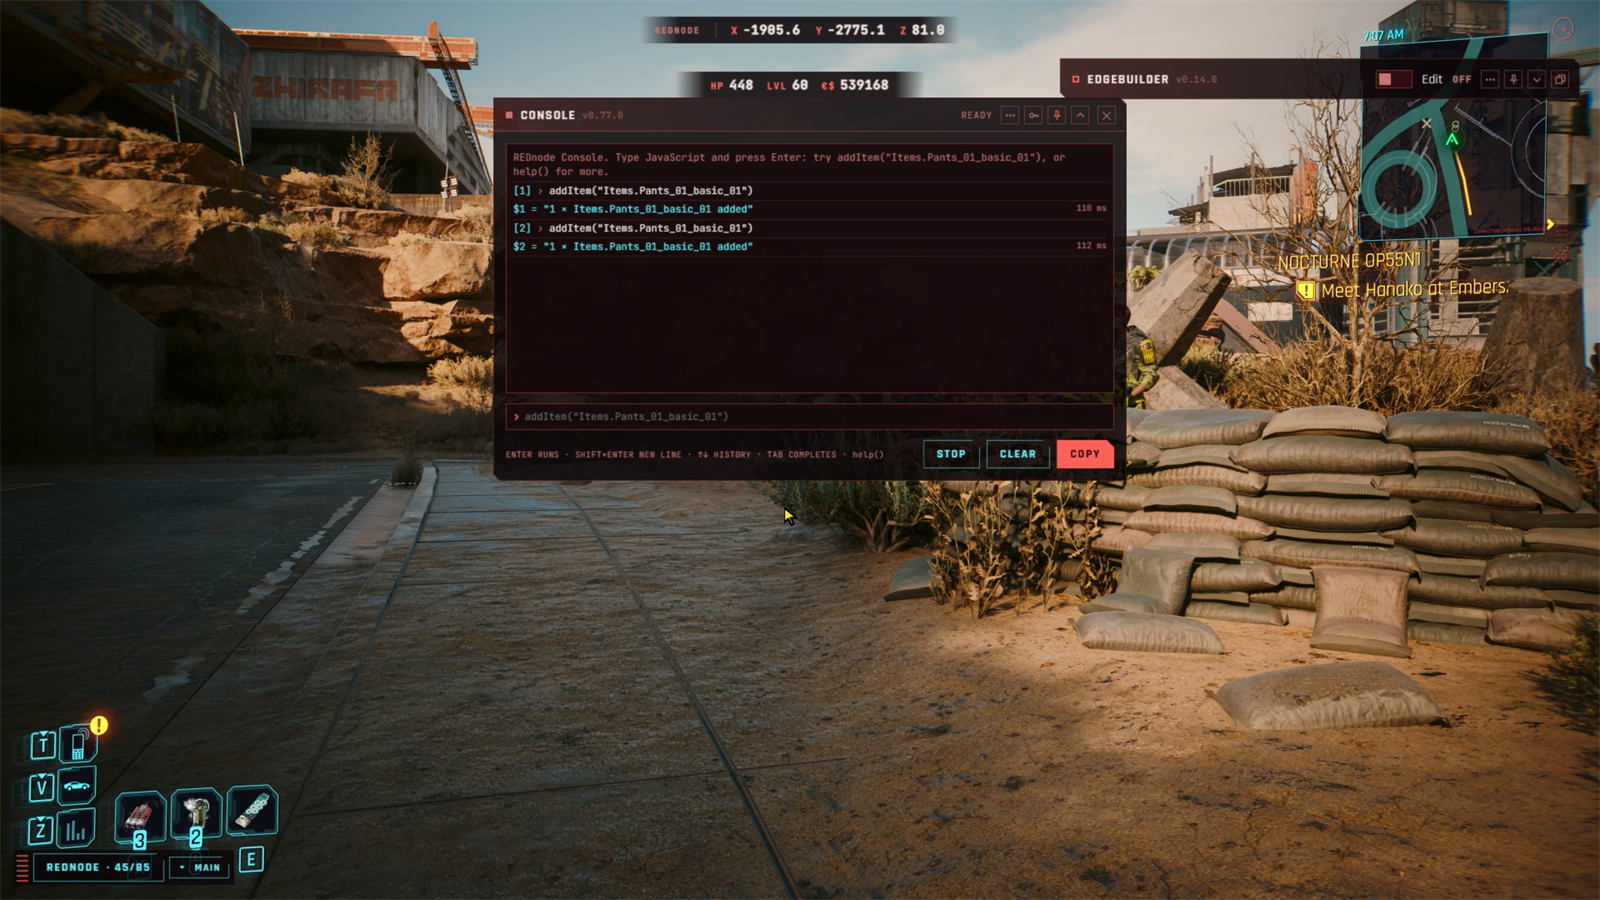 REDNODE X -1905.6 Y -2775.1 Z 81.0
7:07 AM
HP 448 LVL 60 €$ 539168
EDGEBUILDER v0.14.0 Edit OFF
ZHIRAFA
CONSOLE v0.77.0 READY
REDnode Console. Type JavaScript and press Enter: try addItem("Items.Pants_01_basic_01"), or
help() for more.
[1] › addItem("Items.Pants_01_basic_01")
$1 = "1 × Items.Pants_01_basic_01 added" 110 ms
[2] › addItem("Items.Pants_01_basic_01")
$2 = "1 × Items.Pants_01_basic_01 added" 112 ms
NOCTURNE OP55N1
Meet Hanako at Embers.
› addItem("Items.Pants_01_basic_01")
ENTER RUNS · SHIFT+ENTER NEW LINE · ↑↓ HISTORY · TAB COMPLETES · help()
STOP CLEAR COPY
T
V
Z
3 2
E
REDNODE · 45/85 MAIN